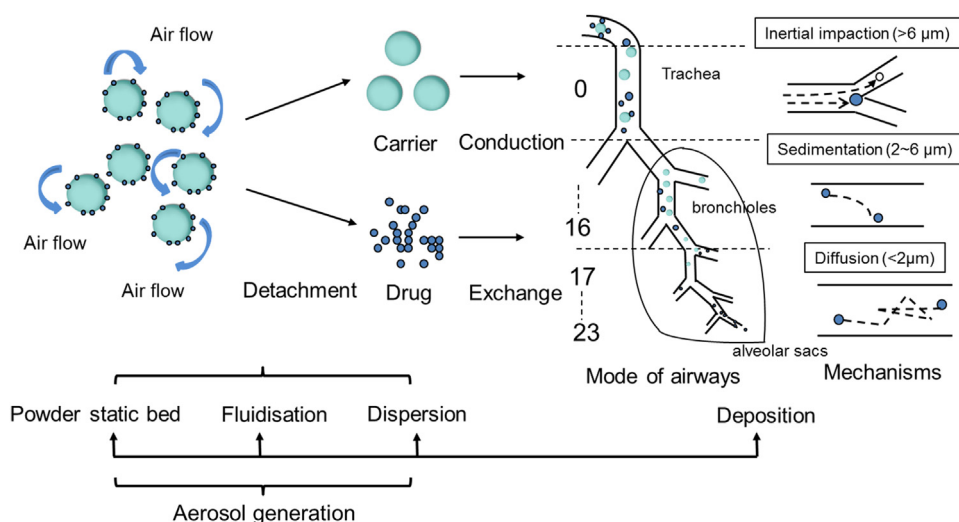 Air flow
Air flow
Air flow
Air flow
Detachment
Carrier
Drug
Conduction
Exchange
0
16
17
23
Trachea
bronchioles
alveolar sacs
Mode of airways
Inertial impaction (>6 μm)
Sedimentation (2~6 μm)
Diffusion (<2μm)
Mechanisms
Powder static bed
Fluidisation
Dispersion
Deposition
Aerosol generation